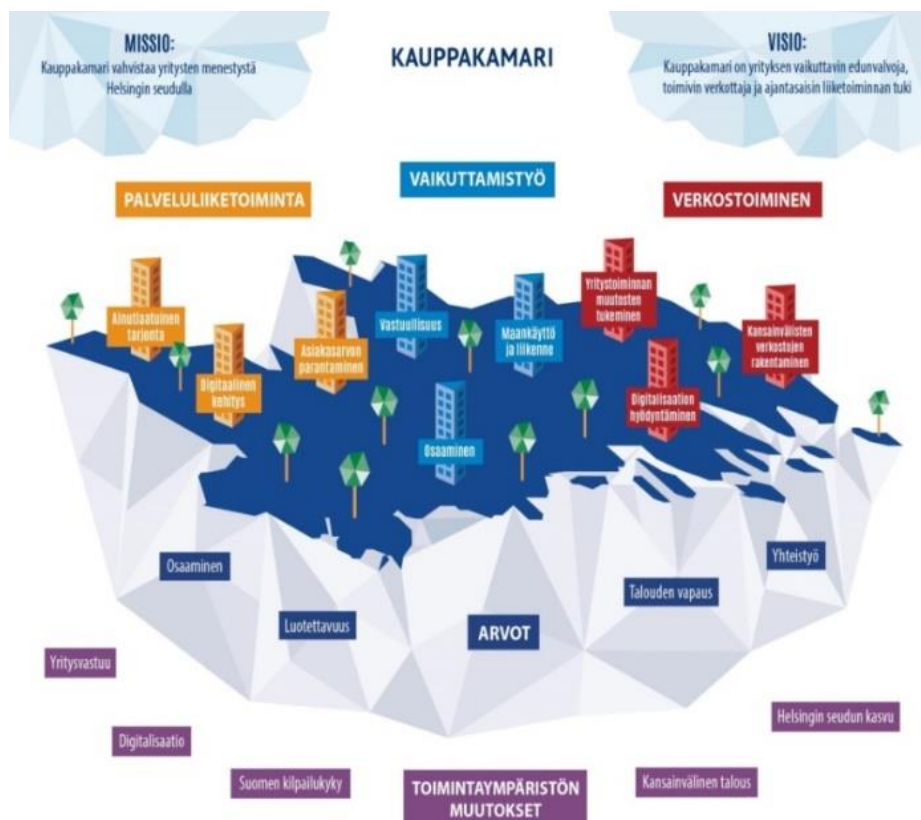 MISSIO:
Kauppakamari vahvistaa yritysten menestystä
Helsingin seudulla
KAUPPAKAMARI
VISIO:
Kauppakamari on yrityksen vaikuttavin edunvalvoja,
toimivin verkottaja ja ajantasaisin liiketoiminnan tuki
PALVELULIIKETOIMINTA
VAIKUTTAMISTYÖ
VERKOSTOIMINEN
Ainutlaatuinen
tarjonta
Digitaalinen
kehitys
Asiakasarvon
parantaminen
Vastuullisuus
Maankäyttö
ja liikenne
Osaaminen
Yritystoiminnan
muutosten
tukeminen
Digitalisaation
hyödyntäminen
Kansainvälisten
verkostojen
rakentaminen
Osaaminen
Luotettavuus
ARVOT
Talouden vapaus
Yhteistyö
Yritysvastuu
Digitalisaatio
Suomen kilpailukyky
TOIMINTAYMPÄRISTÖN
MUUTOKSET
Kansainvälinen talous
Helsingin seudun kasvu